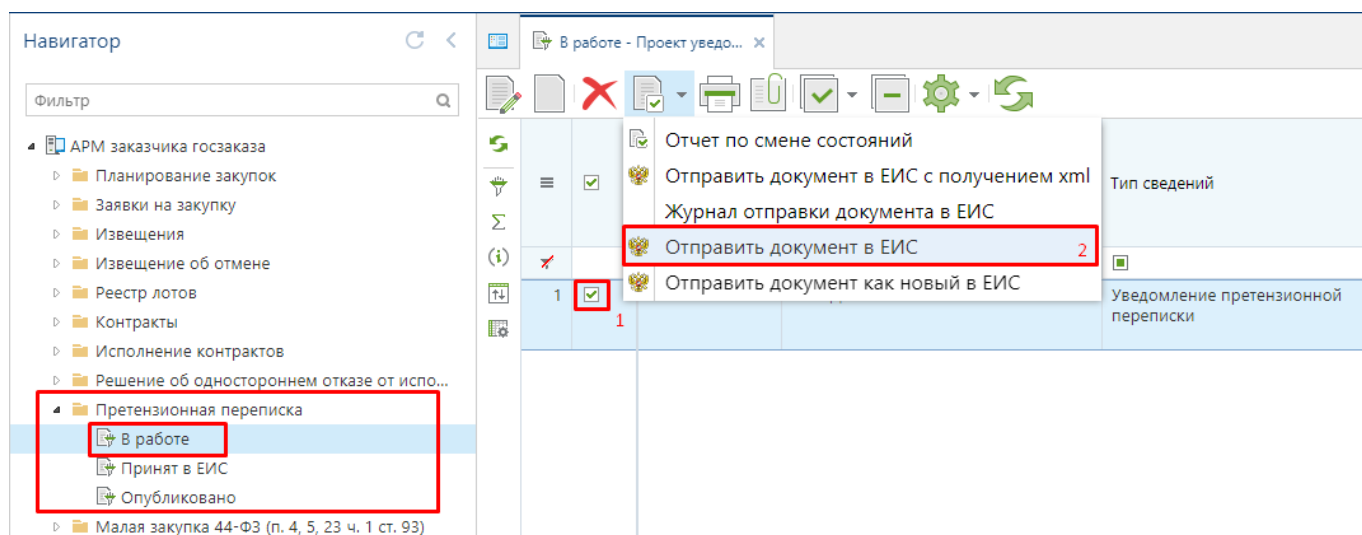 Навигатор
Фильтр
АРМ заказчика госзаказа
Планирование закупок
Заявки на закупку
Извещения
Извещение об отмене
Реестр лотов
Контракты
Исполнение контрактов
Решение об одностороннем отказе от испо...
Претензионная переписка
В работе
Принят в ЕИС
Опубликовано
Малая закупка 44-ФЗ (п. 4, 5, 23 ч. 1 ст. 93)
В работе - Проект уведо...
Отчет по смене состояний
Отправить документ в ЕИС с получением xml
Журнал отправки документа в ЕИС
Отправить документ в ЕИС 2
Отправить документ как новый в ЕИС
Тип сведений
1
1
Уведомление претензионной
переписки